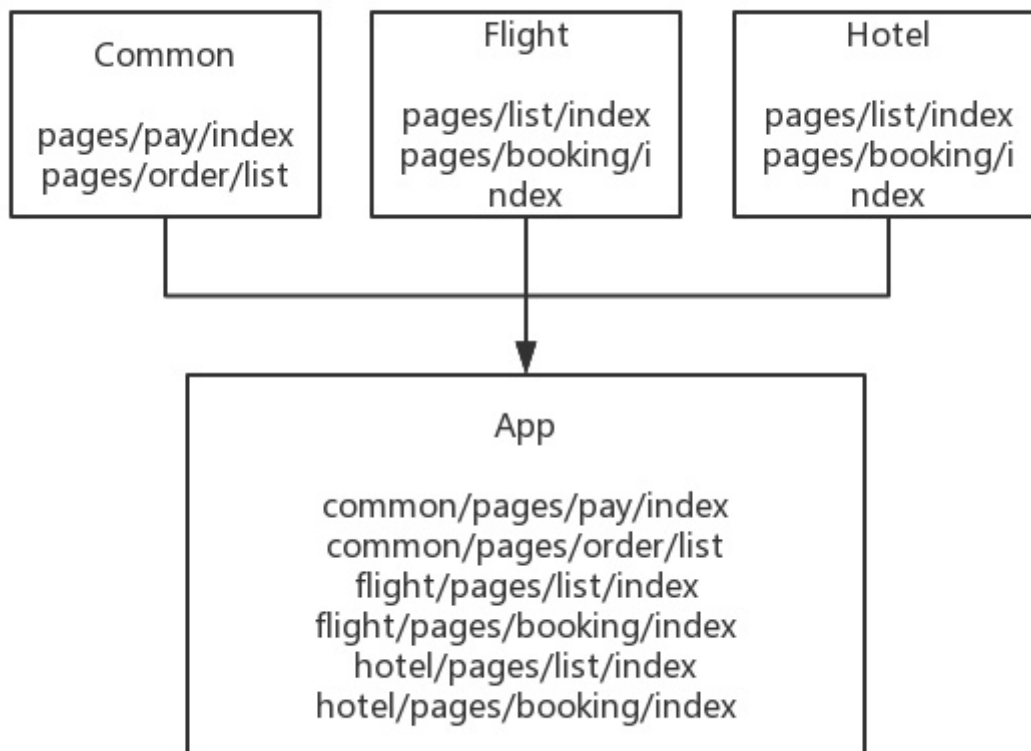 Common
pages/pay/index
pages/order/list
Flight
pages/list/index
pages/booking/i
ndex
Hotel
pages/list/index
pages/booking/i
ndex
App
common/pages/pay/index
common/pages/order/list
flight/pages/list/index
flight/pages/booking/index
hotel/pages/list/index
hotel/pages/booking/index